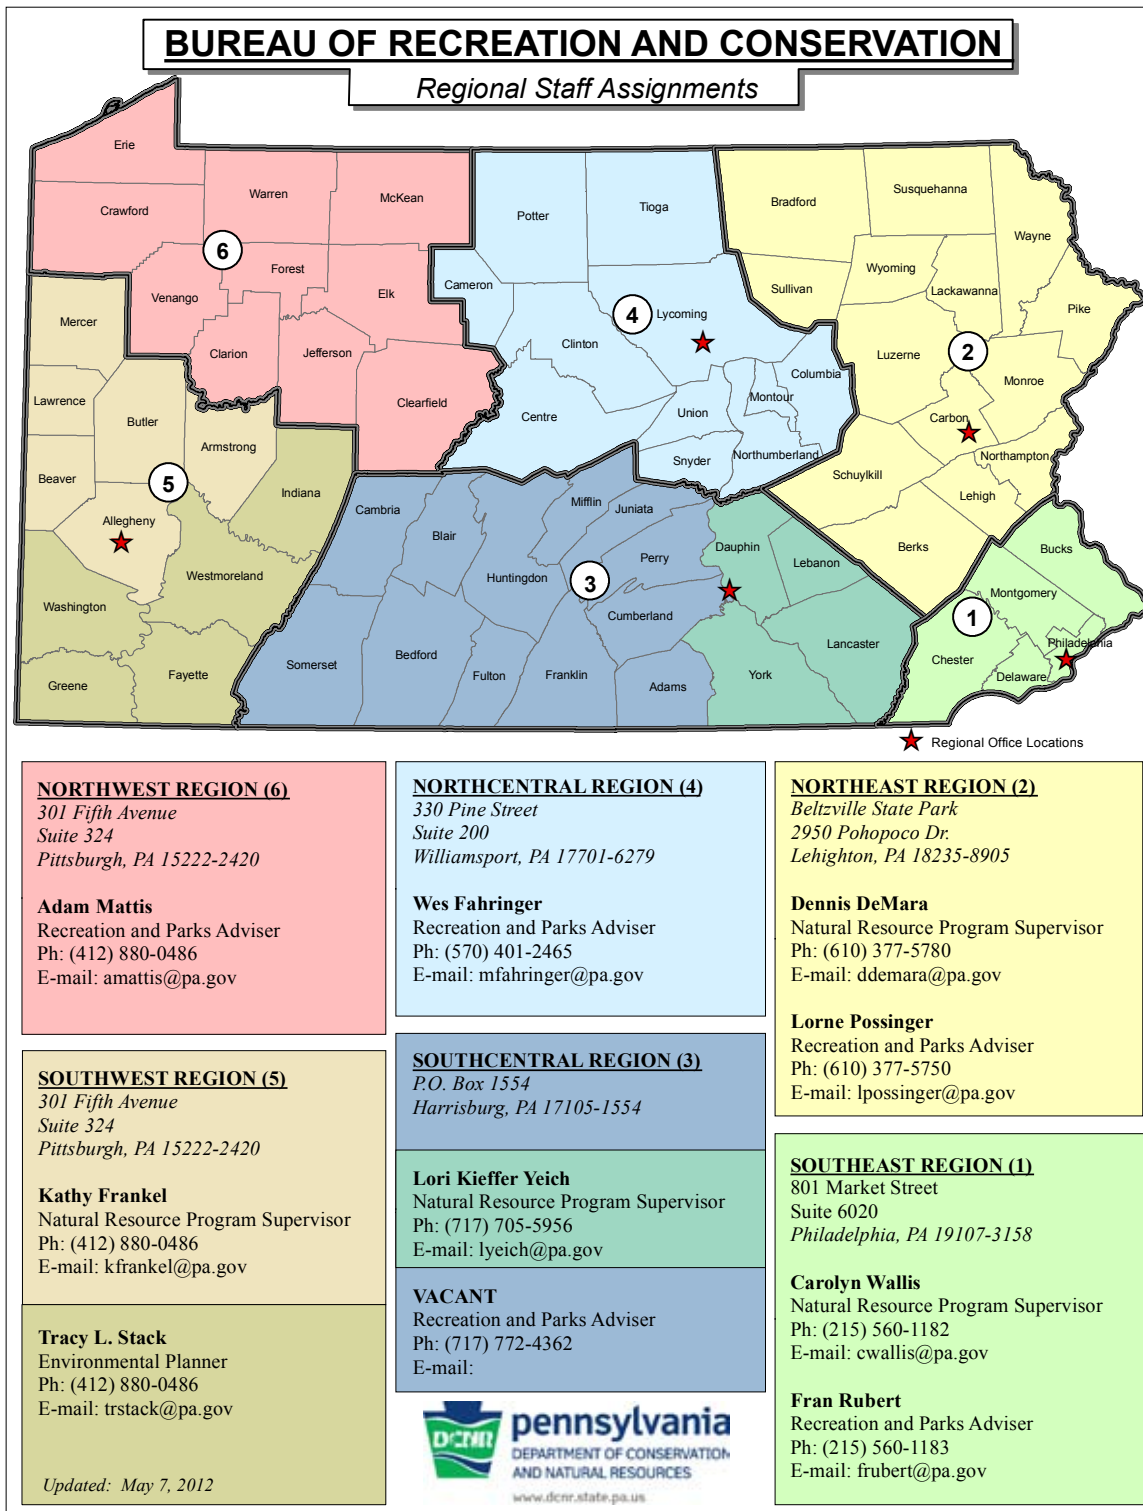 BUREAU OF RECREATION AND CONSERVATION
Regional Staff Assignments
Erie
Crawford
Warren
McKean
Venango
Forest
Elk
Clarion
Jefferson
Clearfield
6
Potter
Tioga
Cameron
Clinton
Lycoming
Centre
Union
Montour
Columbia
Snyder
Northumberland
4
Bradford
Susquehanna
Wayne
Wyoming
Sullivan
Lackawanna
Pike
Luzerne
Monroe
Carbon
Northampton
Schuylkill
Lehigh
Berks
2
Mercer
Lawrence
Butler
Armstrong
Beaver
Allegheny
Indiana
Westmoreland
Washington
Greene
Fayette
5
Cambria
Blair
Mifflin
Juniata
Huntingdon
Perry
Cumberland
Somerset
Bedford
Fulton
Franklin
Adams
Dauphin
Lebanon
Lancaster
York
3
Bucks
Montgomery
Philadelphia
Chester
Delaware
1
Regional Office Locations
NORTHWEST REGION (6)
301 Fifth Avenue
Suite 324
Pittsburgh, PA 15222-2420
Adam Mattis
Recreation and Parks Adviser
Ph: (412) 880-0486
E-mail: amattis@pa.gov
SOUTHWEST REGION (5)
301 Fifth Avenue
Suite 324
Pittsburgh, PA 15222-2420
Kathy Frankel
Natural Resource Program Supervisor
Ph: (412) 880-0486
E-mail: kfrankel@pa.gov
Tracy L. Stack
Environmental Planner
Ph: (412) 880-0486
E-mail: trstack@pa.gov
Updated: May 7, 2012
NORTHCENTRAL REGION (4)
330 Pine Street
Suite 200
Williamsport, PA 17701-6279
Wes Fahringer
Recreation and Parks Adviser
Ph: (570) 401-2465
E-mail: mfahringer@pa.gov
SOUTHCENTRAL REGION (3)
P.O. Box 1554
Harrisburg, PA 17105-1554
Lori Kieffer Yeich
Natural Resource Program Supervisor
Ph: (717) 705-5956
E-mail: lyeich@pa.gov
VACANT
Recreation and Parks Adviser
Ph: (717) 772-4362
E-mail:
DCNR
pennsylvania
DEPARTMENT OF CONSERVATION
AND NATURAL RESOURCES
www.dcnr.state.pa.us
NORTHEAST REGION (2)
Beltzville State Park
2950 Pohopoco Dr.
Lehighton, PA 18235-8905
Dennis DeMara
Natural Resource Program Supervisor
Ph: (610) 377-5780
E-mail: ddemara@pa.gov
Lorne Possinger
Recreation and Parks Adviser
Ph: (610) 377-5750
E-mail: lpossinger@pa.gov
SOUTHEAST REGION (1)
801 Market Street
Suite 6020
Philadelphia, PA 19107-3158
Carolyn Wallis
Natural Resource Program Supervisor
Ph: (215) 560-1182
E-mail: cwallis@pa.gov
Fran Rubert
Recreation and Parks Adviser
Ph: (215) 560-1183
E-mail: frubert@pa.gov